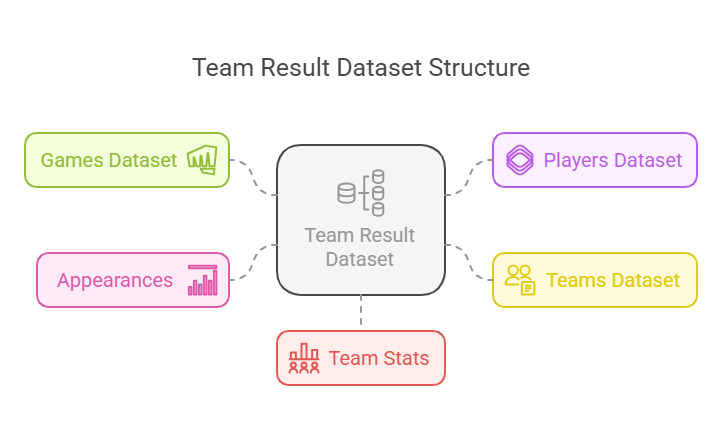 Team Result Dataset Structure
Games Dataset
Players Dataset
Team Result
Dataset
Appearances
Teams Dataset
Team Stats